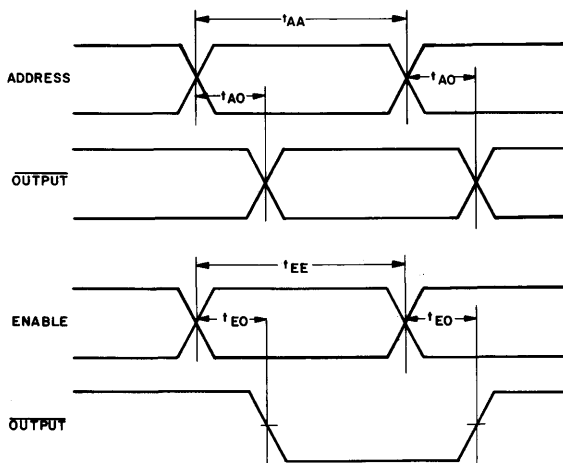 tAA
ADDRESS
tAO
tAO
OUTPUT
tEE
ENABLE
tEO
tEO
OUTPUT